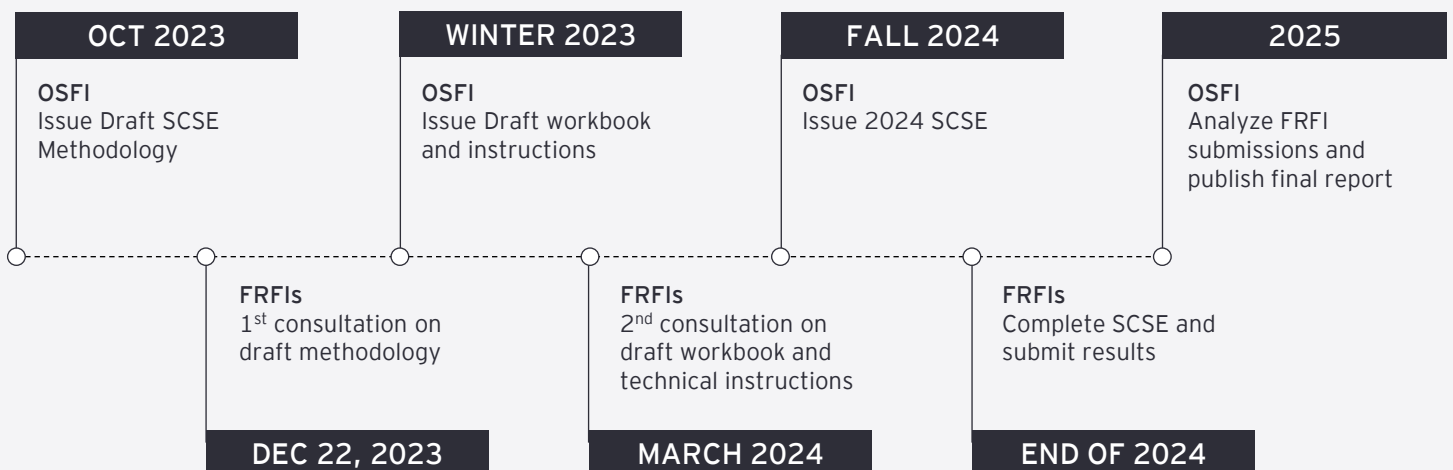 OCT 2023
OSFI
Issue Draft SCSE
Methodology
WINTER 2023
OSFI
Issue Draft workbook
and instructions
FALL 2024
OSFI
Issue 2024 SCSE
2025
OSFI
Analyze FRFI
submissions and
publish final report
FRFIs
1st consultation on
draft methodology
DEC 22, 2023
FRFIs
2nd consultation on
draft workbook and
technical instructions
MARCH 2024
FRFIs
Complete SCSE and
submit results
END OF 2024